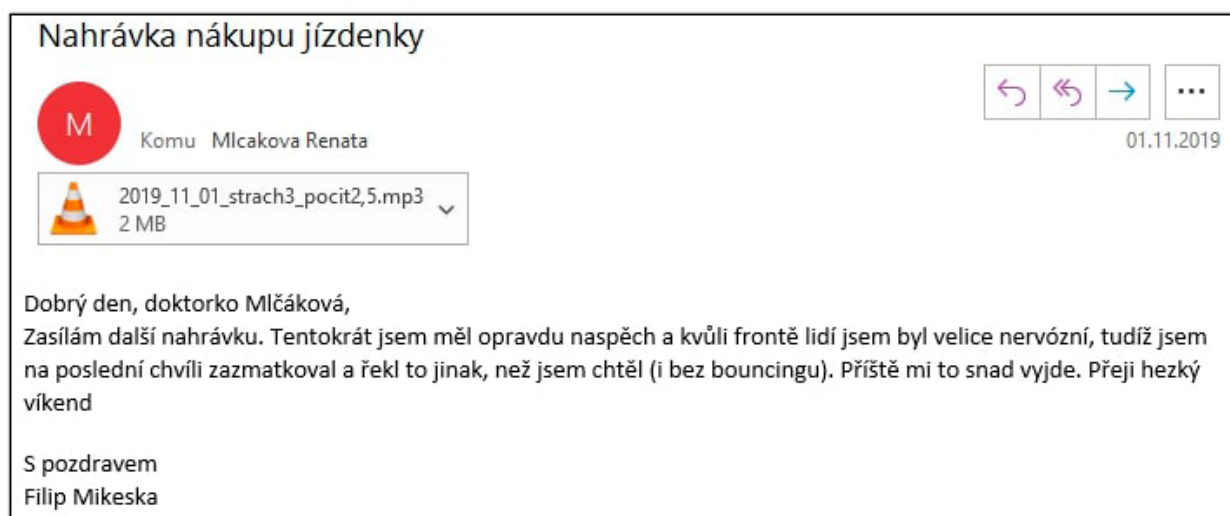 Nahrávka nákupu jízdenky
M
Komu Mlcakova Renata
01.11.2019
2019_11_01_strach3_pocit2,5.mp3
2 MB
Dobrý den, doktorko Mlčáková,
Zasílám další nahrávku. Tentokrát jsem měl opravdu naspěch a kvůli frontě lidí jsem byl velice nervózní, tudíž jsem
na poslední chvíli zazmatkoval a řekl to jinak, než jsem chtěl (i bez bouncingu). Příště mi to snad vyjde. Přeji hezký
víkend
S pozdravem
Filip Mikeska